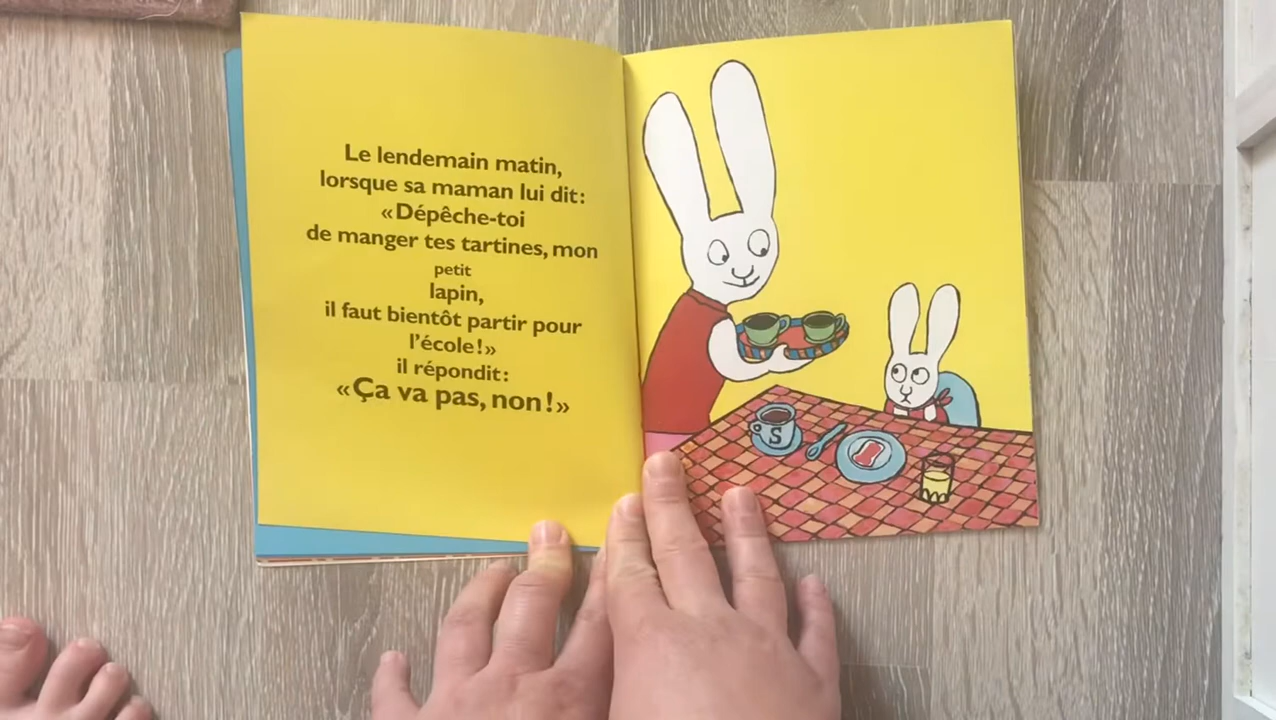 Le lendemain matin,
lorsque sa maman lui dit:
«Dépêche-toi
de manger tes tartines, mon
petit
lapin,
il faut bientôt partir pour
l'école!»
il répondit:
«Ça va pas, non!»
S